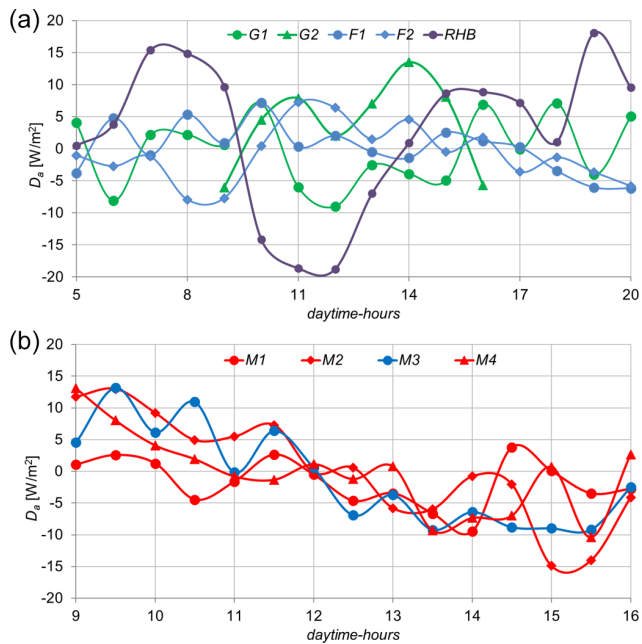 (a)
G1 G2 F1 F2 RHB
20
15
10
5
0
-5
-10
-15
-20
Da [W/m²]
5 8 11 14 17 20
daytime-hours
(b)
M1 M2 M3 M4
20
15
10
5
0
-5
-10
-15
-20
Da [W/m²]
9 10 11 12 13 14 15 16
daytime-hours